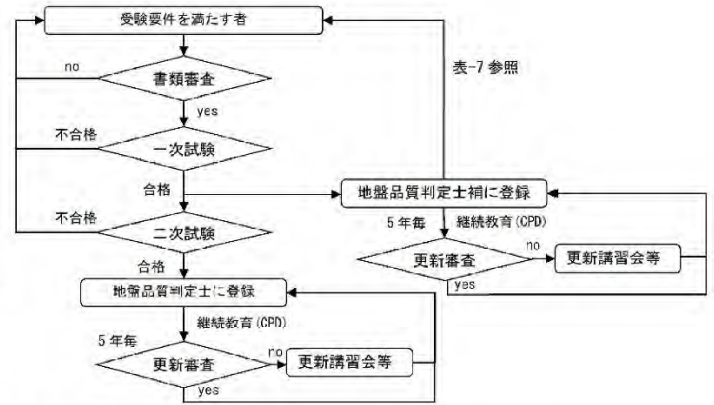 受験要件を満たす者
no
書類審査
表-7 参照
yes
不合格
一次試験
合格
地盤品質判定士補に登録
不合格
二次試験
5 年毎
継続教育(CPD)
更新審査
no
更新講習会等
yes
合格
地盤品質判定士に登録
継続教育(CPD)
5 年毎
更新審査
no
更新講習会等
yes